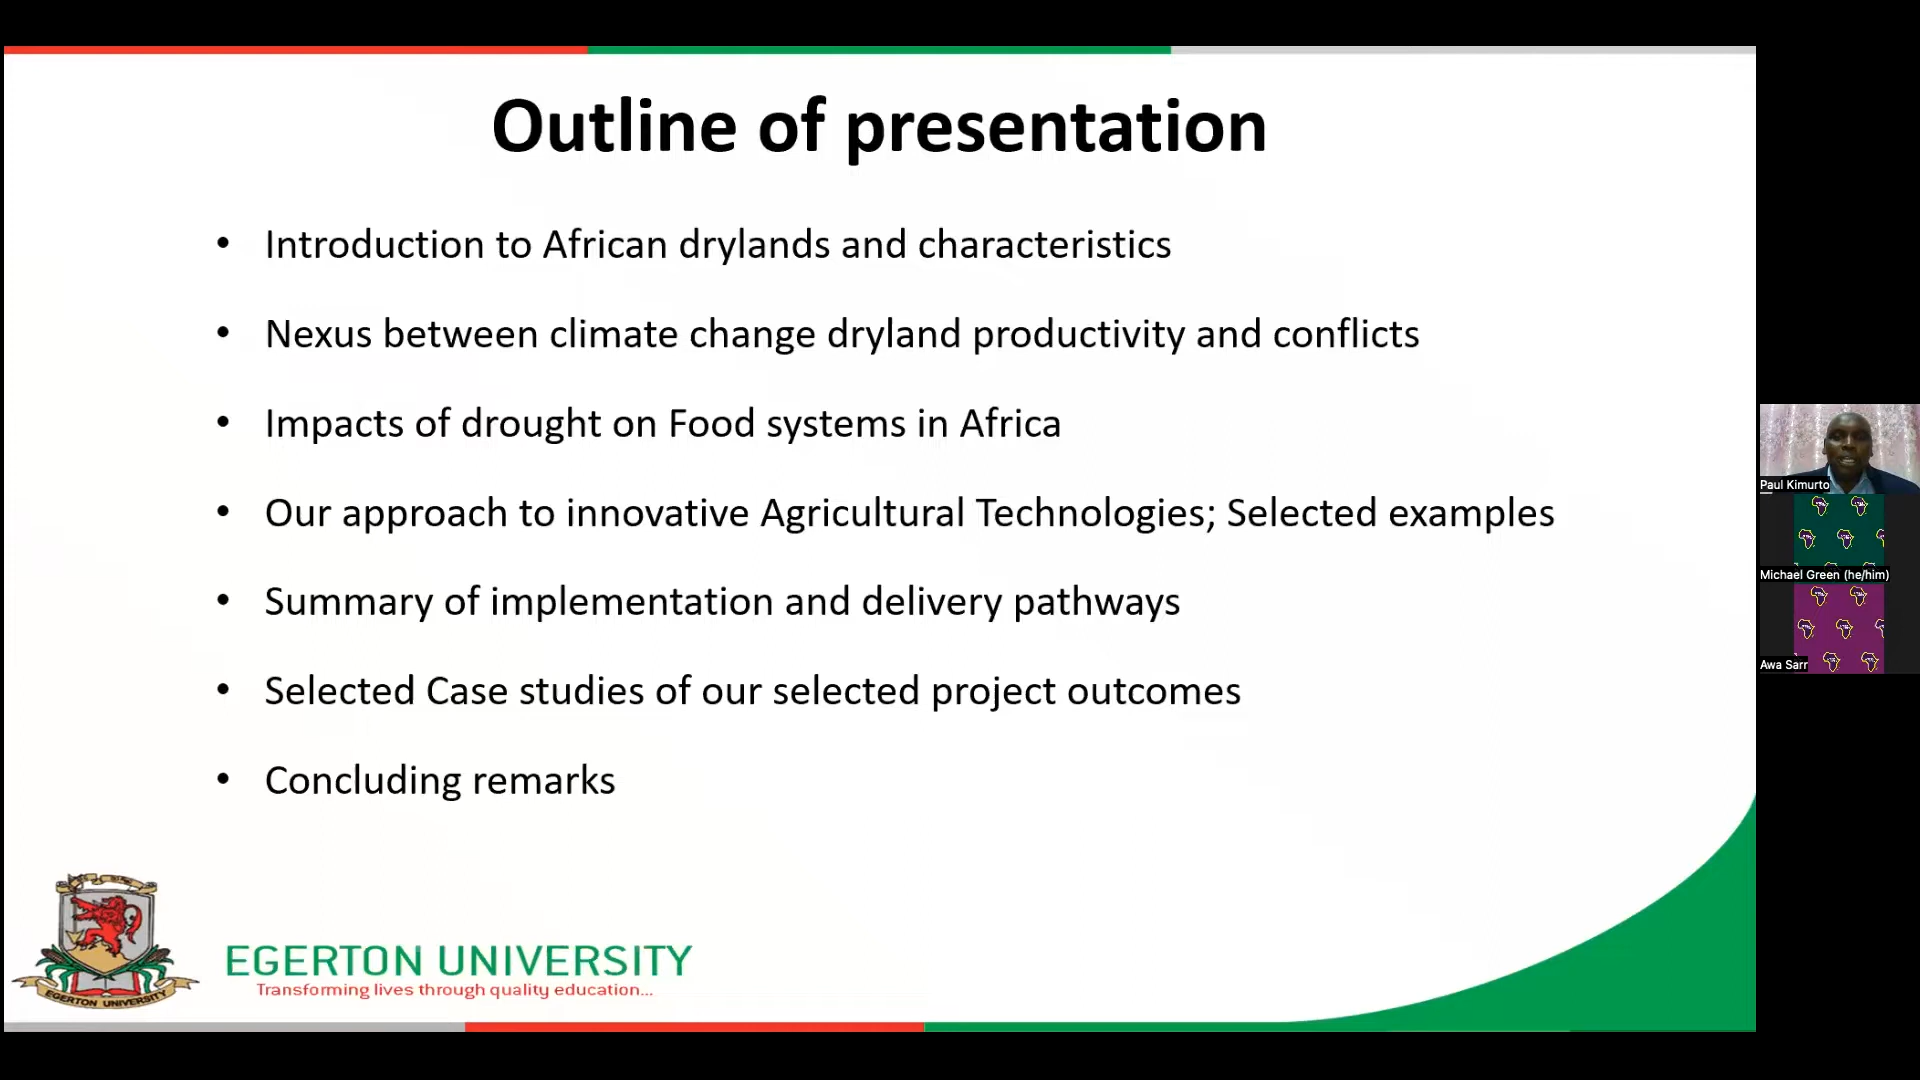 Outline of presentation
• Introduction to African drylands and characteristics
• Nexus between climate change dryland productivity and conflicts
• Impacts of drought on Food systems in Africa
• Our approach to innovative Agricultural Technologies; Selected examples
• Summary of implementation and delivery pathways
• Selected Case studies of our selected project outcomes
• Concluding remarks
EGERTON UNIVERSITY
EGERTON UNIVERSITY
Transforming lives through quality education...
Paul Kimurto
Michael Green (he/him)
Awa Sarr